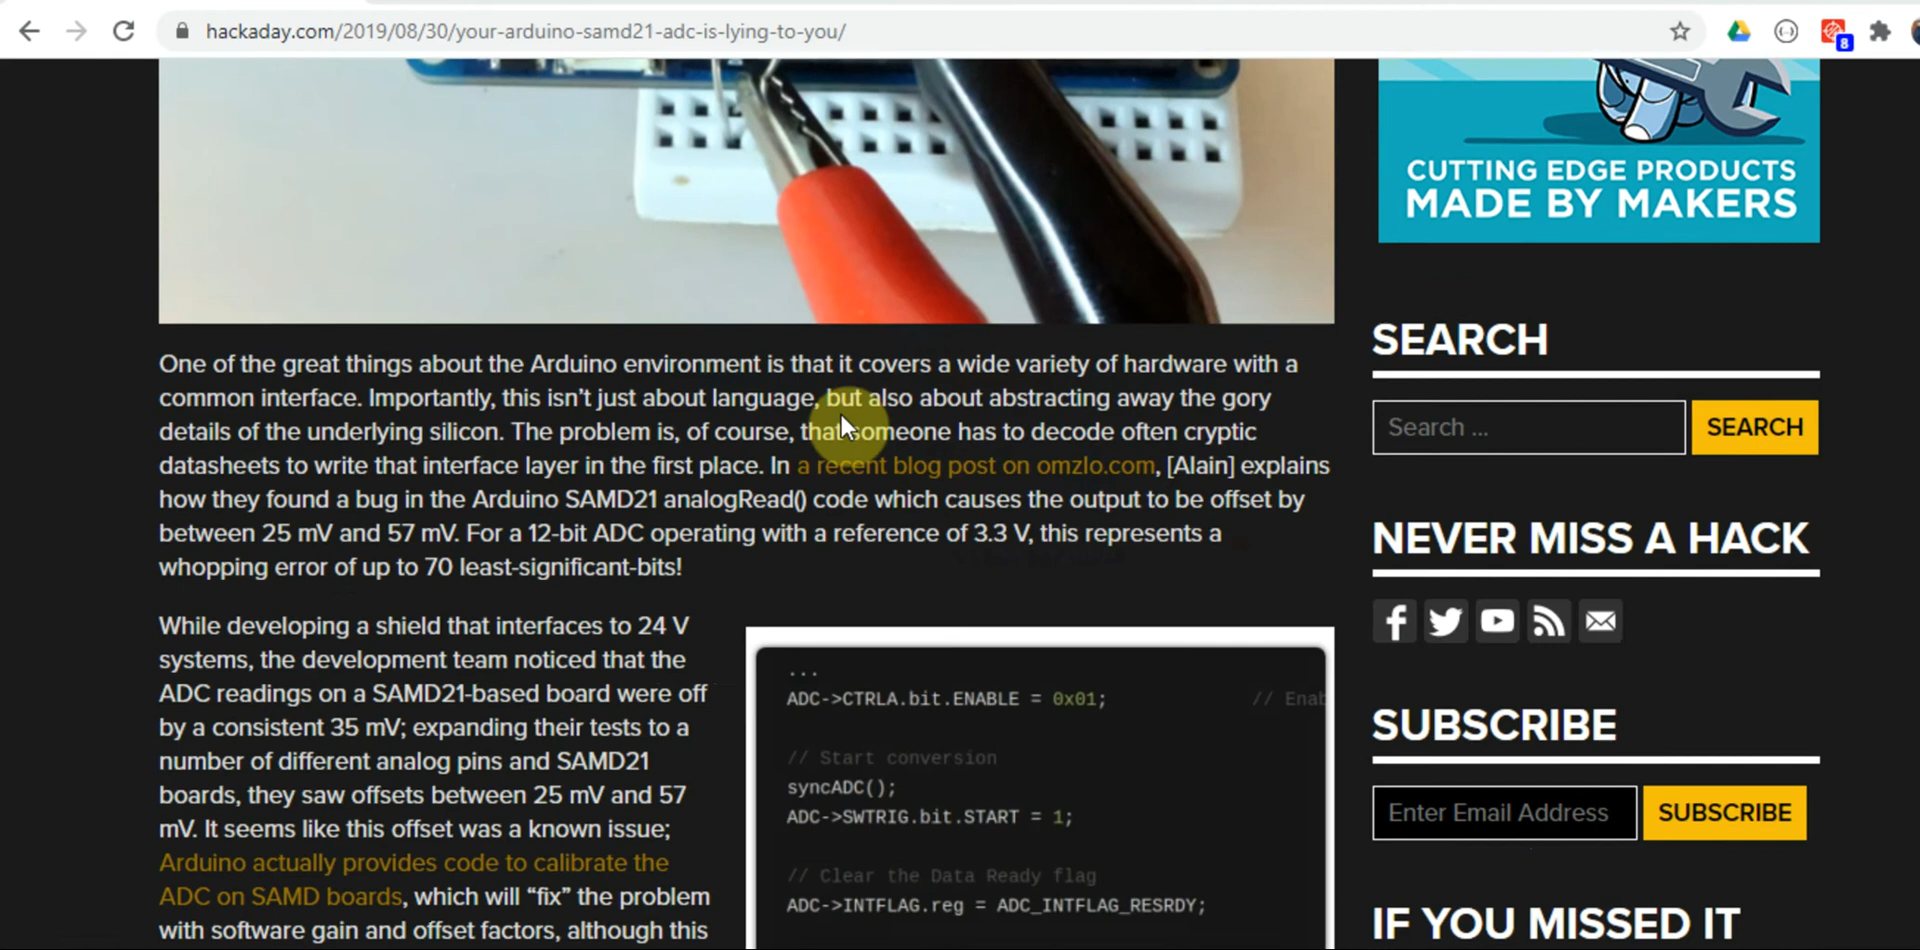 hackaday.com/2019/08/30/your-arduino-samd21-adc-is-lying-to-you/
8
CUTTING EDGE PRODUCTS
MADE BY MAKERS
One of the great things about the Arduino environment is that it covers a wide variety of hardware with a
common interface. Importantly, this isn't just about language, but also about abstracting away the gory
details of the underlying silicon. The problem is, of course, that someone has to decode often cryptic
datasheets to write that interface layer in the first place. In a recent blog post on omzlo.com, [Alain] explains
how they found a bug in the Arduino SAMD21 analogRead() code which causes the output to be offset by
between 25 mV and 57 mV. For a 12-bit ADC operating with a reference of 3.3 V, this represents a
whopping error of up to 70 least-significant-bits!
While developing a shield that interfaces to 24 V
systems, the development team noticed that the
ADC readings on a SAMD21-based board were off
by a consistent 35 mV; expanding their tests to a
number of different analog pins and SAMD21
boards, they saw offsets between 25 mV and 57
mV. It seems like this offset was a known issue;
Arduino actually provides code to calibrate the
ADC on SAMD boards, which will “fix” the problem
with software gain and offset factors, although this
...
ADC->CTRLA.bit.ENABLE = 0x01; // Enab
// Start conversion
syncADC();
ADC->SWTRIG.bit.START = 1;
// Clear the Data Ready flag
ADC->INTFLAG.reg = ADC_INTFLAG_RESRDY;
SEARCH
Search ... SEARCH
NEVER MISS A HACK
SUBSCRIBE
Enter Email Address SUBSCRIBE
IF YOU MISSED IT